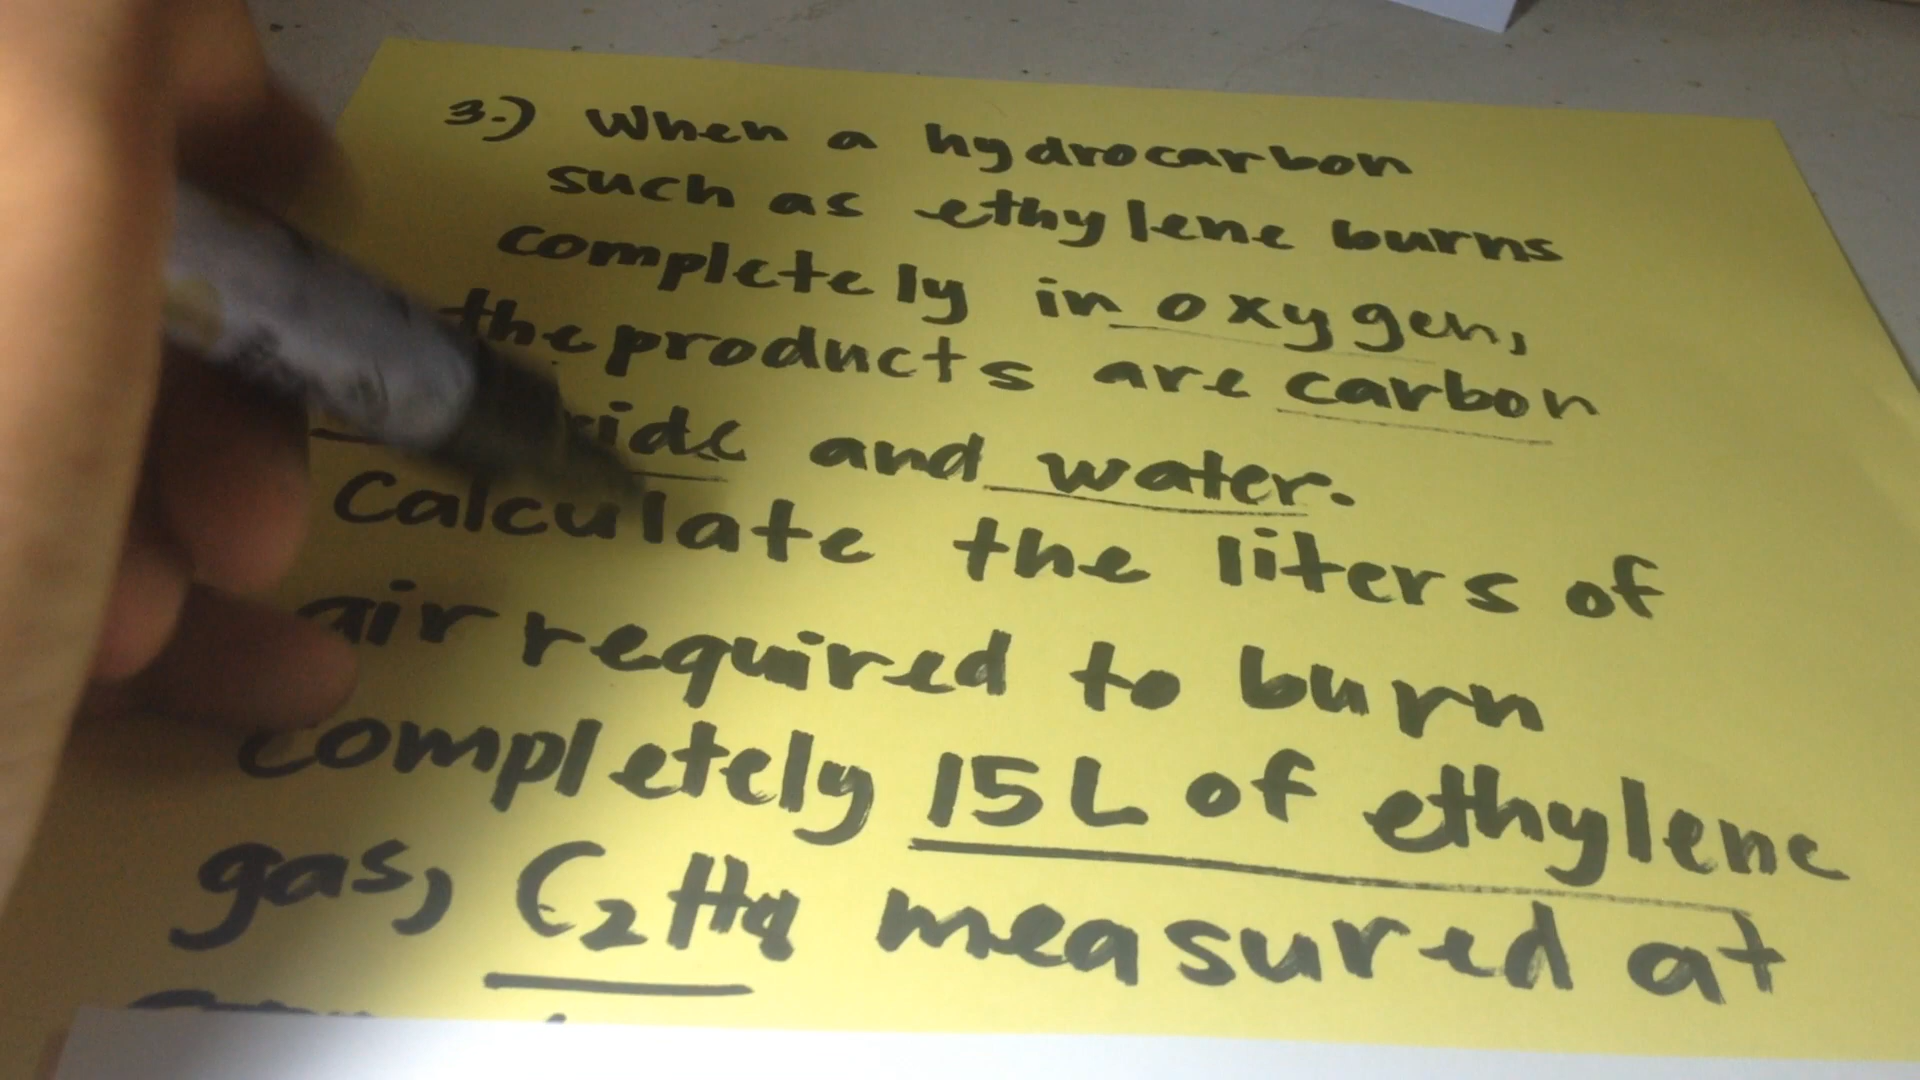 3.) When a hydrocarbon
such as ethylene burns
completely in oxygen,
the products are carbon
and water.
Calculate the liters of
air required to burn
completely 15 L of ethylene
gas, C2H4 measured at